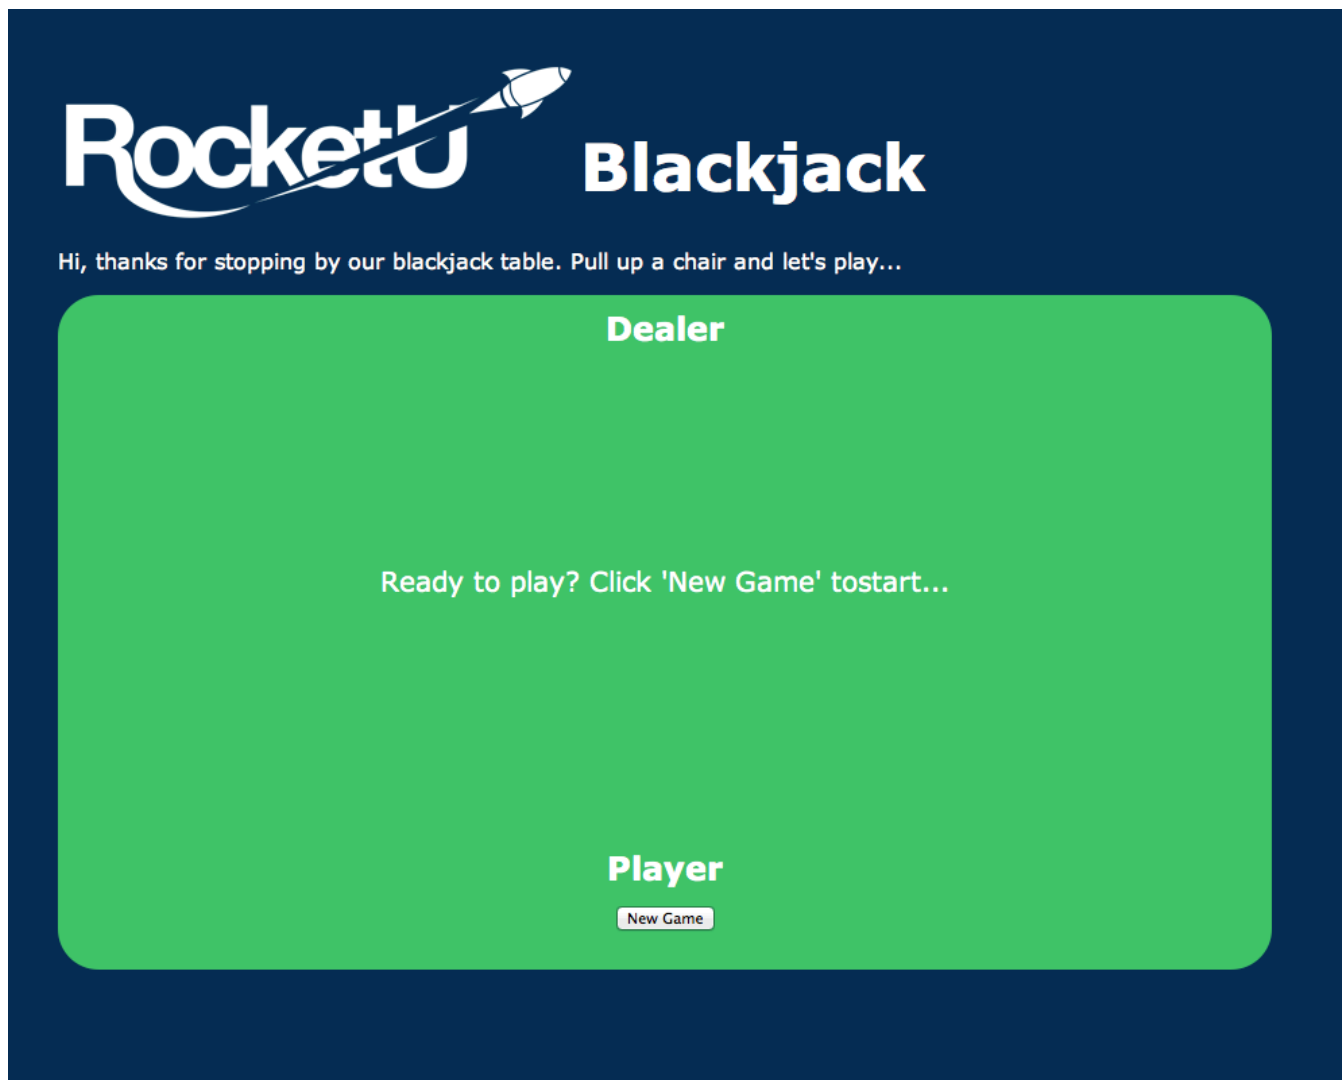 RocketU Blackjack
Hi, thanks for stopping by our blackjack table. Pull up a chair and let's play...
Dealer
Ready to play? Click 'New Game' tostart...
Player
New Game